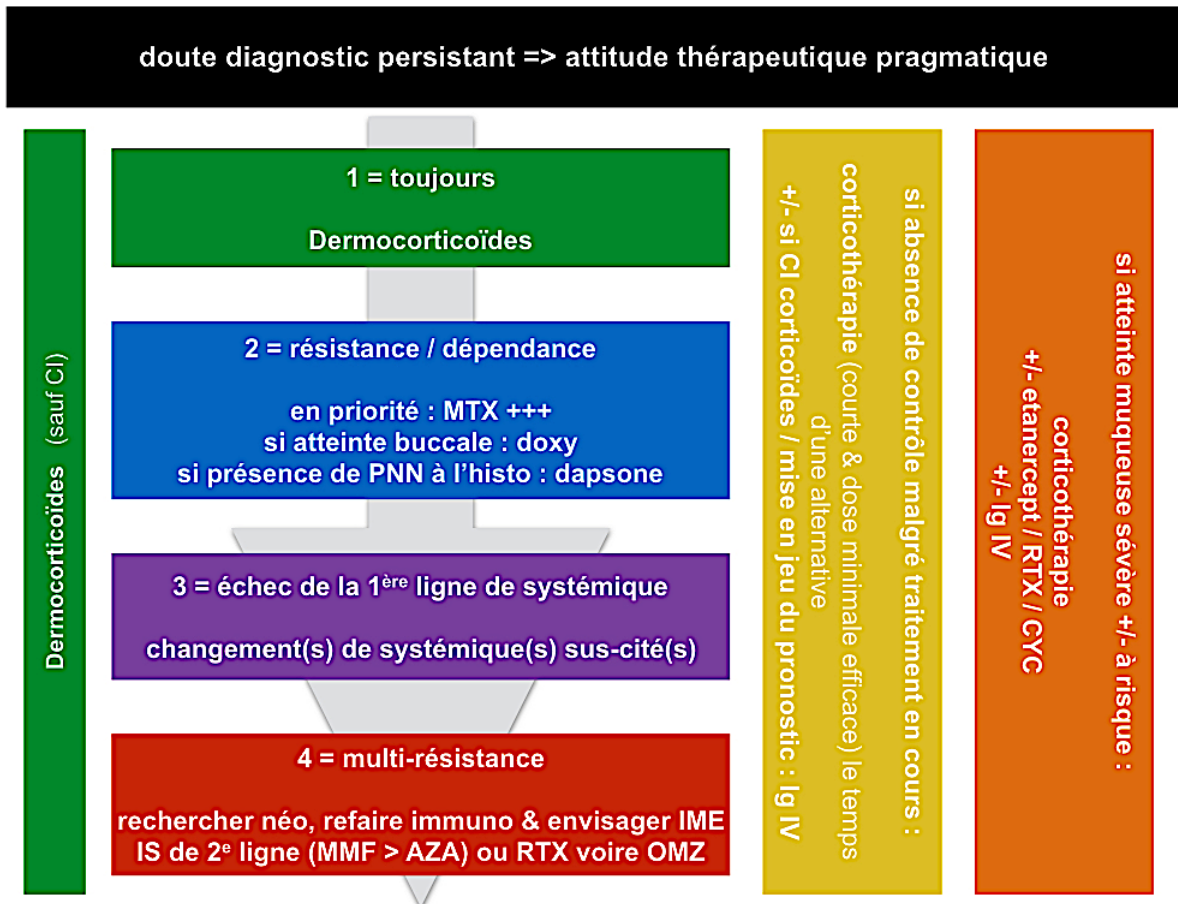 doute diagnostic persistant => attitude thérapeutique pragmatique
Dermocorticoïdes (sauf CI)
1 = toujours
Dermocorticoïdes
2 = résistance / dépendance
en priorité : MTX +++
si atteinte buccale : doxy
si présence de PNN à l'histo : dapsone
3 = échec de la 1ère ligne de systémique
changement(s) de systémique(s) sus-cité(s)
4 = multi-résistance
rechercher néo, refaire immuno & envisager IME
IS de 2e ligne (MMF > AZA) ou RTX voire OMZ
si absence de contrôle malgré traitement en cours :
corticothérapie (courte & dose minimale efficace) le temps
d'une alternative
+/- si CI corticoïdes / mise en jeu du pronostic : Ig IV
si atteinte muqueuse sévère +/- à risque :
corticothérapie
+/- etanercept / RTX / CYC
+/- Ig IV